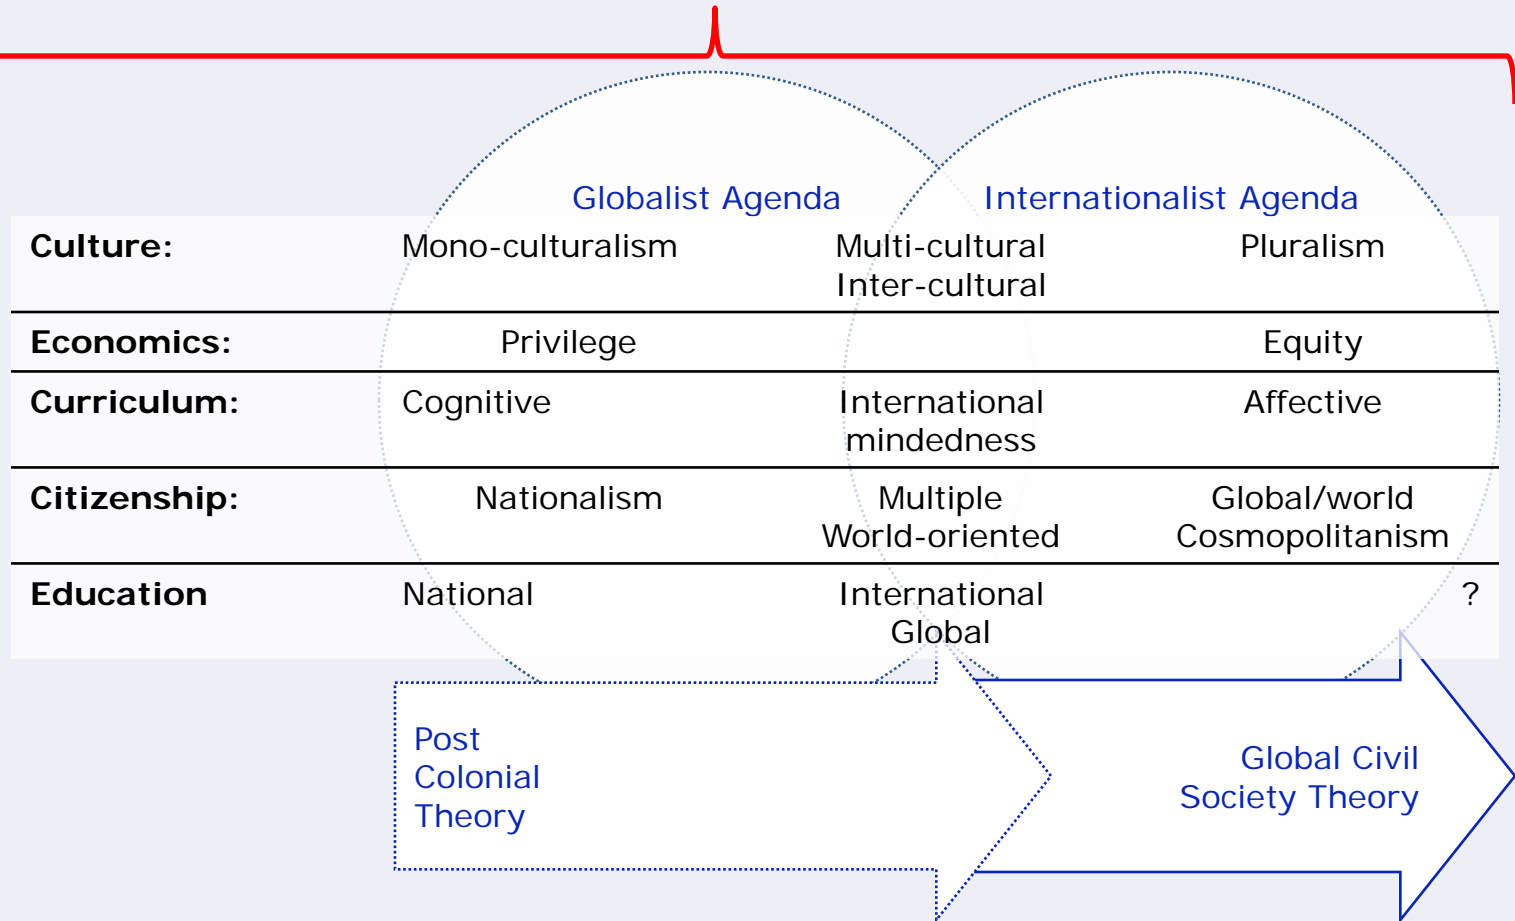 Globalist Agenda Internationalist Agenda
Culture: Mono-culturalism Multi-cultural Pluralism
Inter-cultural
Economics: Privilege Equity
Curriculum: Cognitive International Affective
mindedness
Citizenship: Nationalism Multiple Global/world
World-oriented Cosmopolitanism
Education National International ?
Global
Post
Colonial
Theory
Global Civil
Society Theory